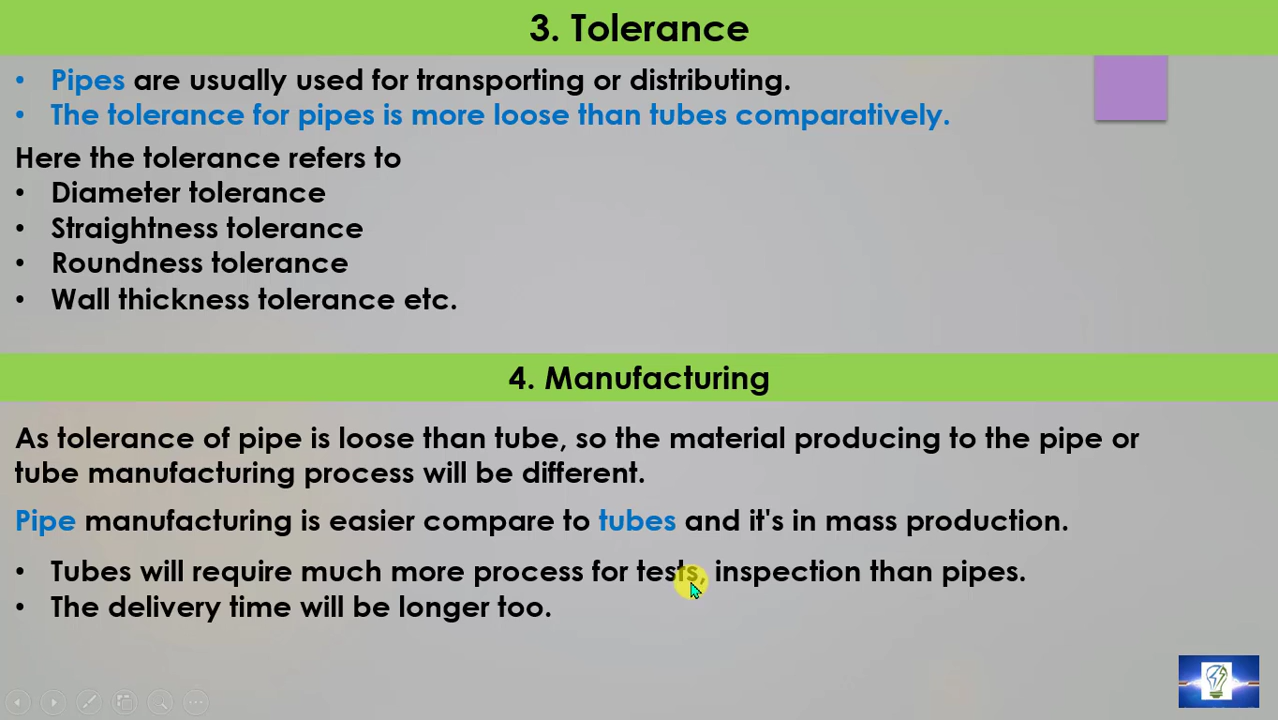 3. Tolerance
• Pipes are usually used for transporting or distributing.
• The tolerance for pipes is more loose than tubes comparatively.
Here the tolerance refers to
• Diameter tolerance
• Straightness tolerance
• Roundness tolerance
• Wall thickness tolerance etc.
4. Manufacturing
As tolerance of pipe is loose than tube, so the material producing to the pipe or
tube manufacturing process will be different.
Pipe manufacturing is easier compare to tubes and it's in mass production.
• Tubes will require much more process for tests, inspection than pipes.
• The delivery time will be longer too.